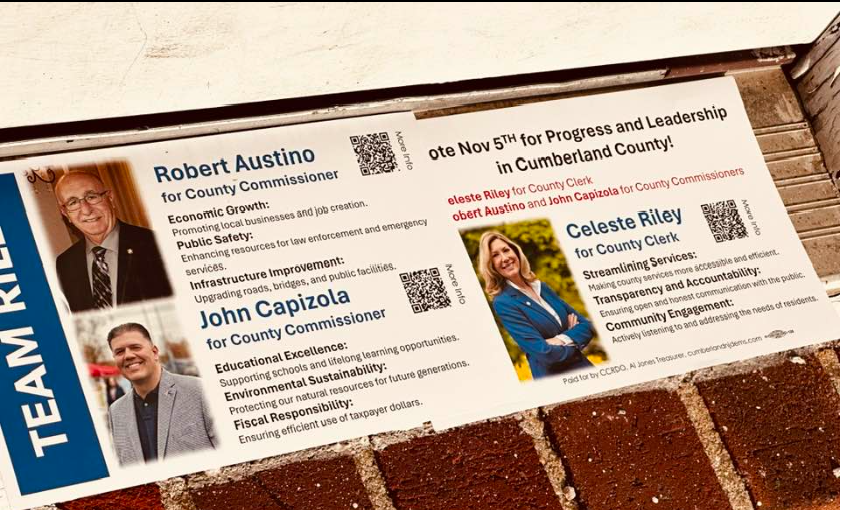 TEAM RILE
Robert Austino
for County Commissioner
More Info
Economic Growth:
Promoting local businesses and job creation.
Public Safety:
Enhancing resources for law enforcement and emergency
services.
Infrastructure Improvement:
Upgrading roads, bridges, and public facilities.
John Capizola
for County Commissioner
More Info
Educational Excellence:
Supporting schools and lifelong learning opportunities.
Environmental Sustainability:
Protecting our natural resources for future generations.
Fiscal Responsibility:
Ensuring efficient use of taxpayer dollars.
ote Nov 5TH for Progress and Leadership
in Cumberland County!
eleste Riley for County Clerk
obert Austino and John Capizola for County Commissioners
Celeste Riley
for County Clerk
More Info
Streamlining Services:
Making county services more accessible and efficient.
Transparency and Accountability:
Ensuring open and honest communication with the public.
Community Engagement:
Actively listening to and addressing the needs of residents.
Paid for by CCRDO, Al Jones Treasurer, cumberlandnjdems.com